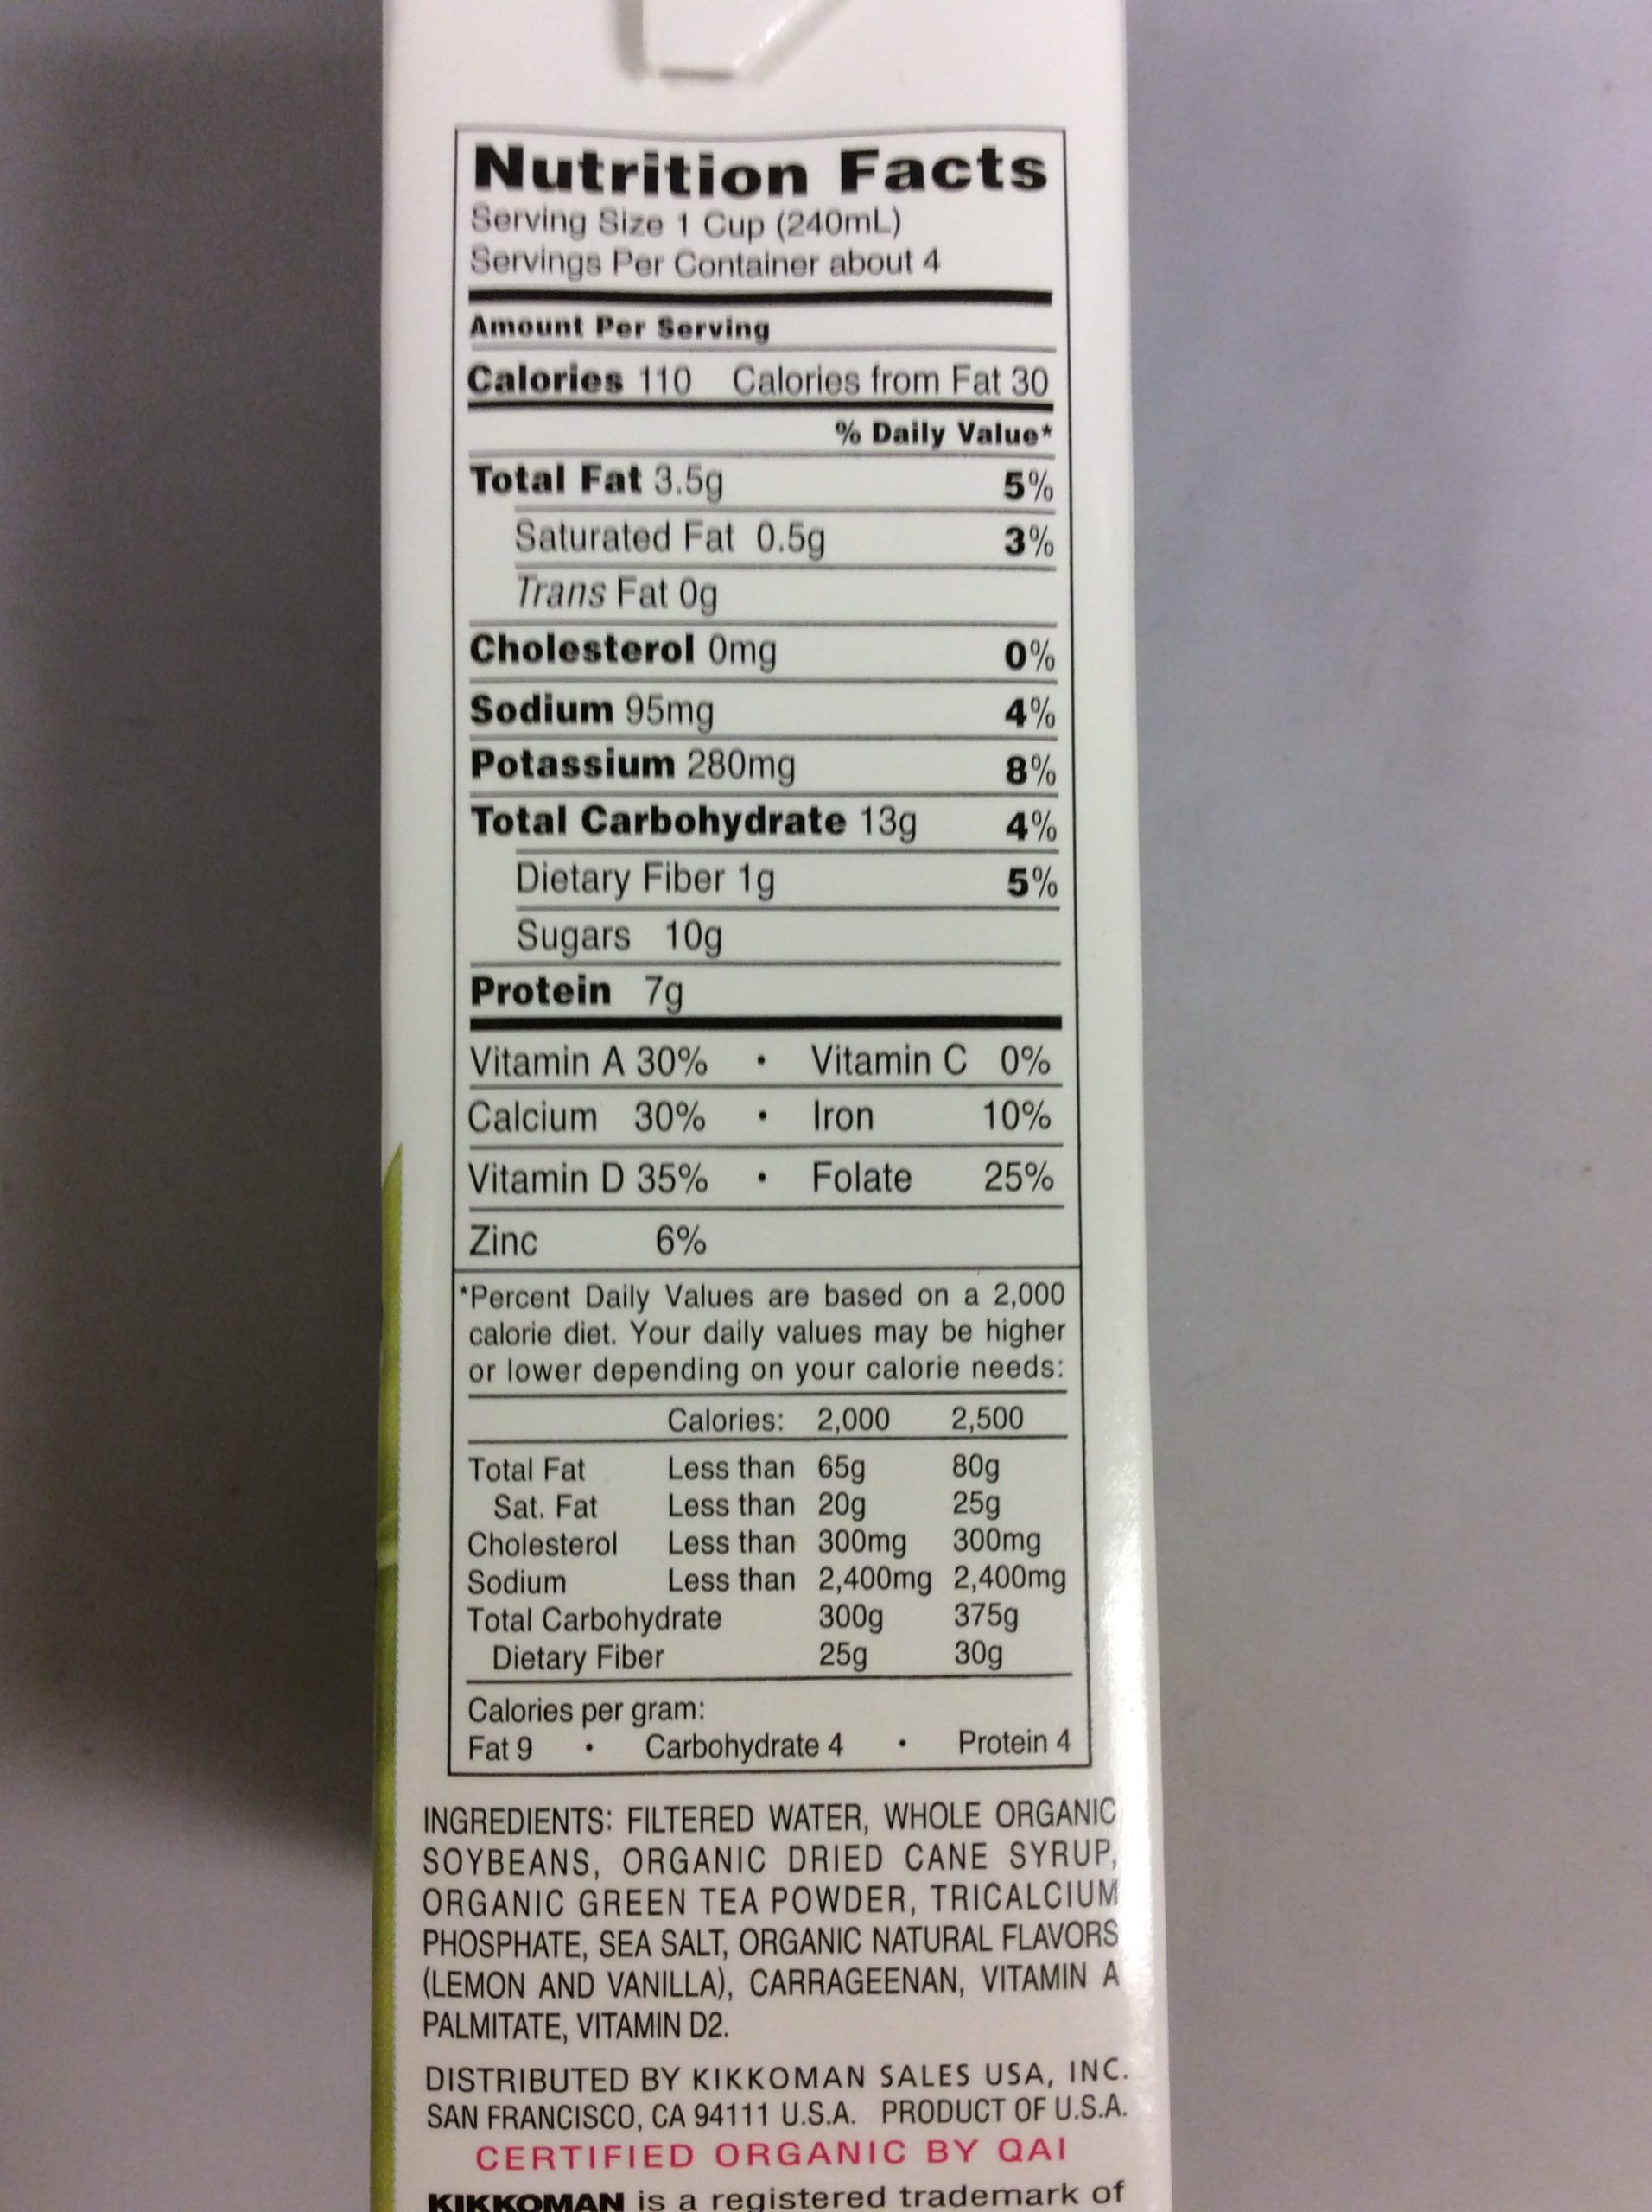 Nutrition Facts
Serving Size 1 Cup (240mL)
Servings Per Container about 4
Amount Per Serving
Calories 110 Calories from Fat 30
% Daily Value*
Total Fat 3.5g 5%
Saturated Fat 0.5g 3%
Trans Fat 0g
Cholesterol 0mg 0%
Sodium 95mg 4%
Potassium 280mg 8%
Total Carbohydrate 13g 4%
Dietary Fiber 1g 5%
Sugars 10g
Protein 7g
Vitamin A 30% • Vitamin C 0%
Calcium 30% • Iron 10%
Vitamin D 35% • Folate 25%
Zinc 6%
*Percent Daily Values are based on a 2,000
calorie diet. Your daily values may be higher
or lower depending on your calorie needs:
Calories: 2,000 2,500
Total Fat Less than 65g 80g
Sat. Fat Less than 20g 25g
Cholesterol Less than 300mg 300mg
Sodium Less than 2,400mg 2,400mg
Total Carbohydrate 300g 375g
Dietary Fiber 25g 30g
Calories per gram:
Fat 9 • Carbohydrate 4 • Protein 4
INGREDIENTS: FILTERED WATER, WHOLE ORGANIC
SOYBEANS, ORGANIC DRIED CANE SYRUP,
ORGANIC GREEN TEA POWDER, TRICALCIUM
PHOSPHATE, SEA SALT, ORGANIC NATURAL FLAVORS
(LEMON AND VANILLA), CARRAGEENAN, VITAMIN A
PALMITATE, VITAMIN D2.
DISTRIBUTED BY KIKKOMAN SALES USA, INC.
SAN FRANCISCO, CA 94111 U.S.A. PRODUCT OF U.S.A.
CERTIFIED ORGANIC BY QAI
KIKKOMAN is a registered trademark of